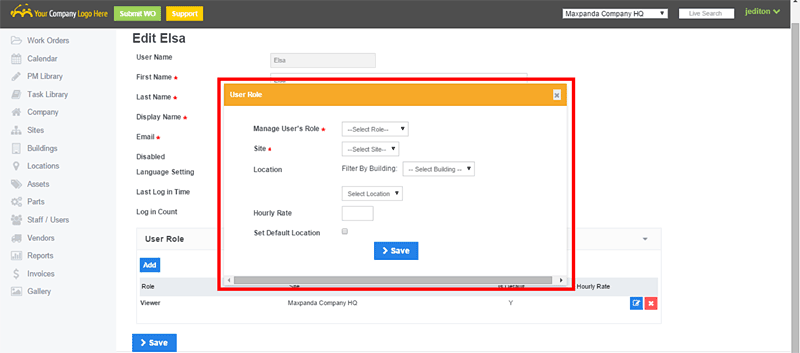 Your Company Logo Here Submit WO Support Maxpanda Company HQ Live Search jediton
Work Orders
Calendar
PM Library
Task Library
Company
Sites
Buildings
Locations
Assets
Parts
Staff / Users
Vendors
Reports
Invoices
Gallery
Edit Elsa
User Name Elsa
First Name *
Last Name *
Display Name *
Email *
Disabled
Language Setting
Last Log in Time
Log in Count
User Role
Manage User's Role * --Select Role--
Site * --Select Site--
Location Filter By Building: -- Select Building --
Select Location
Hourly Rate
Set Default Location
Save
User Role
Add
Role Site Is Default Hourly Rate
Viewer Maxpanda Company HQ Y
Save